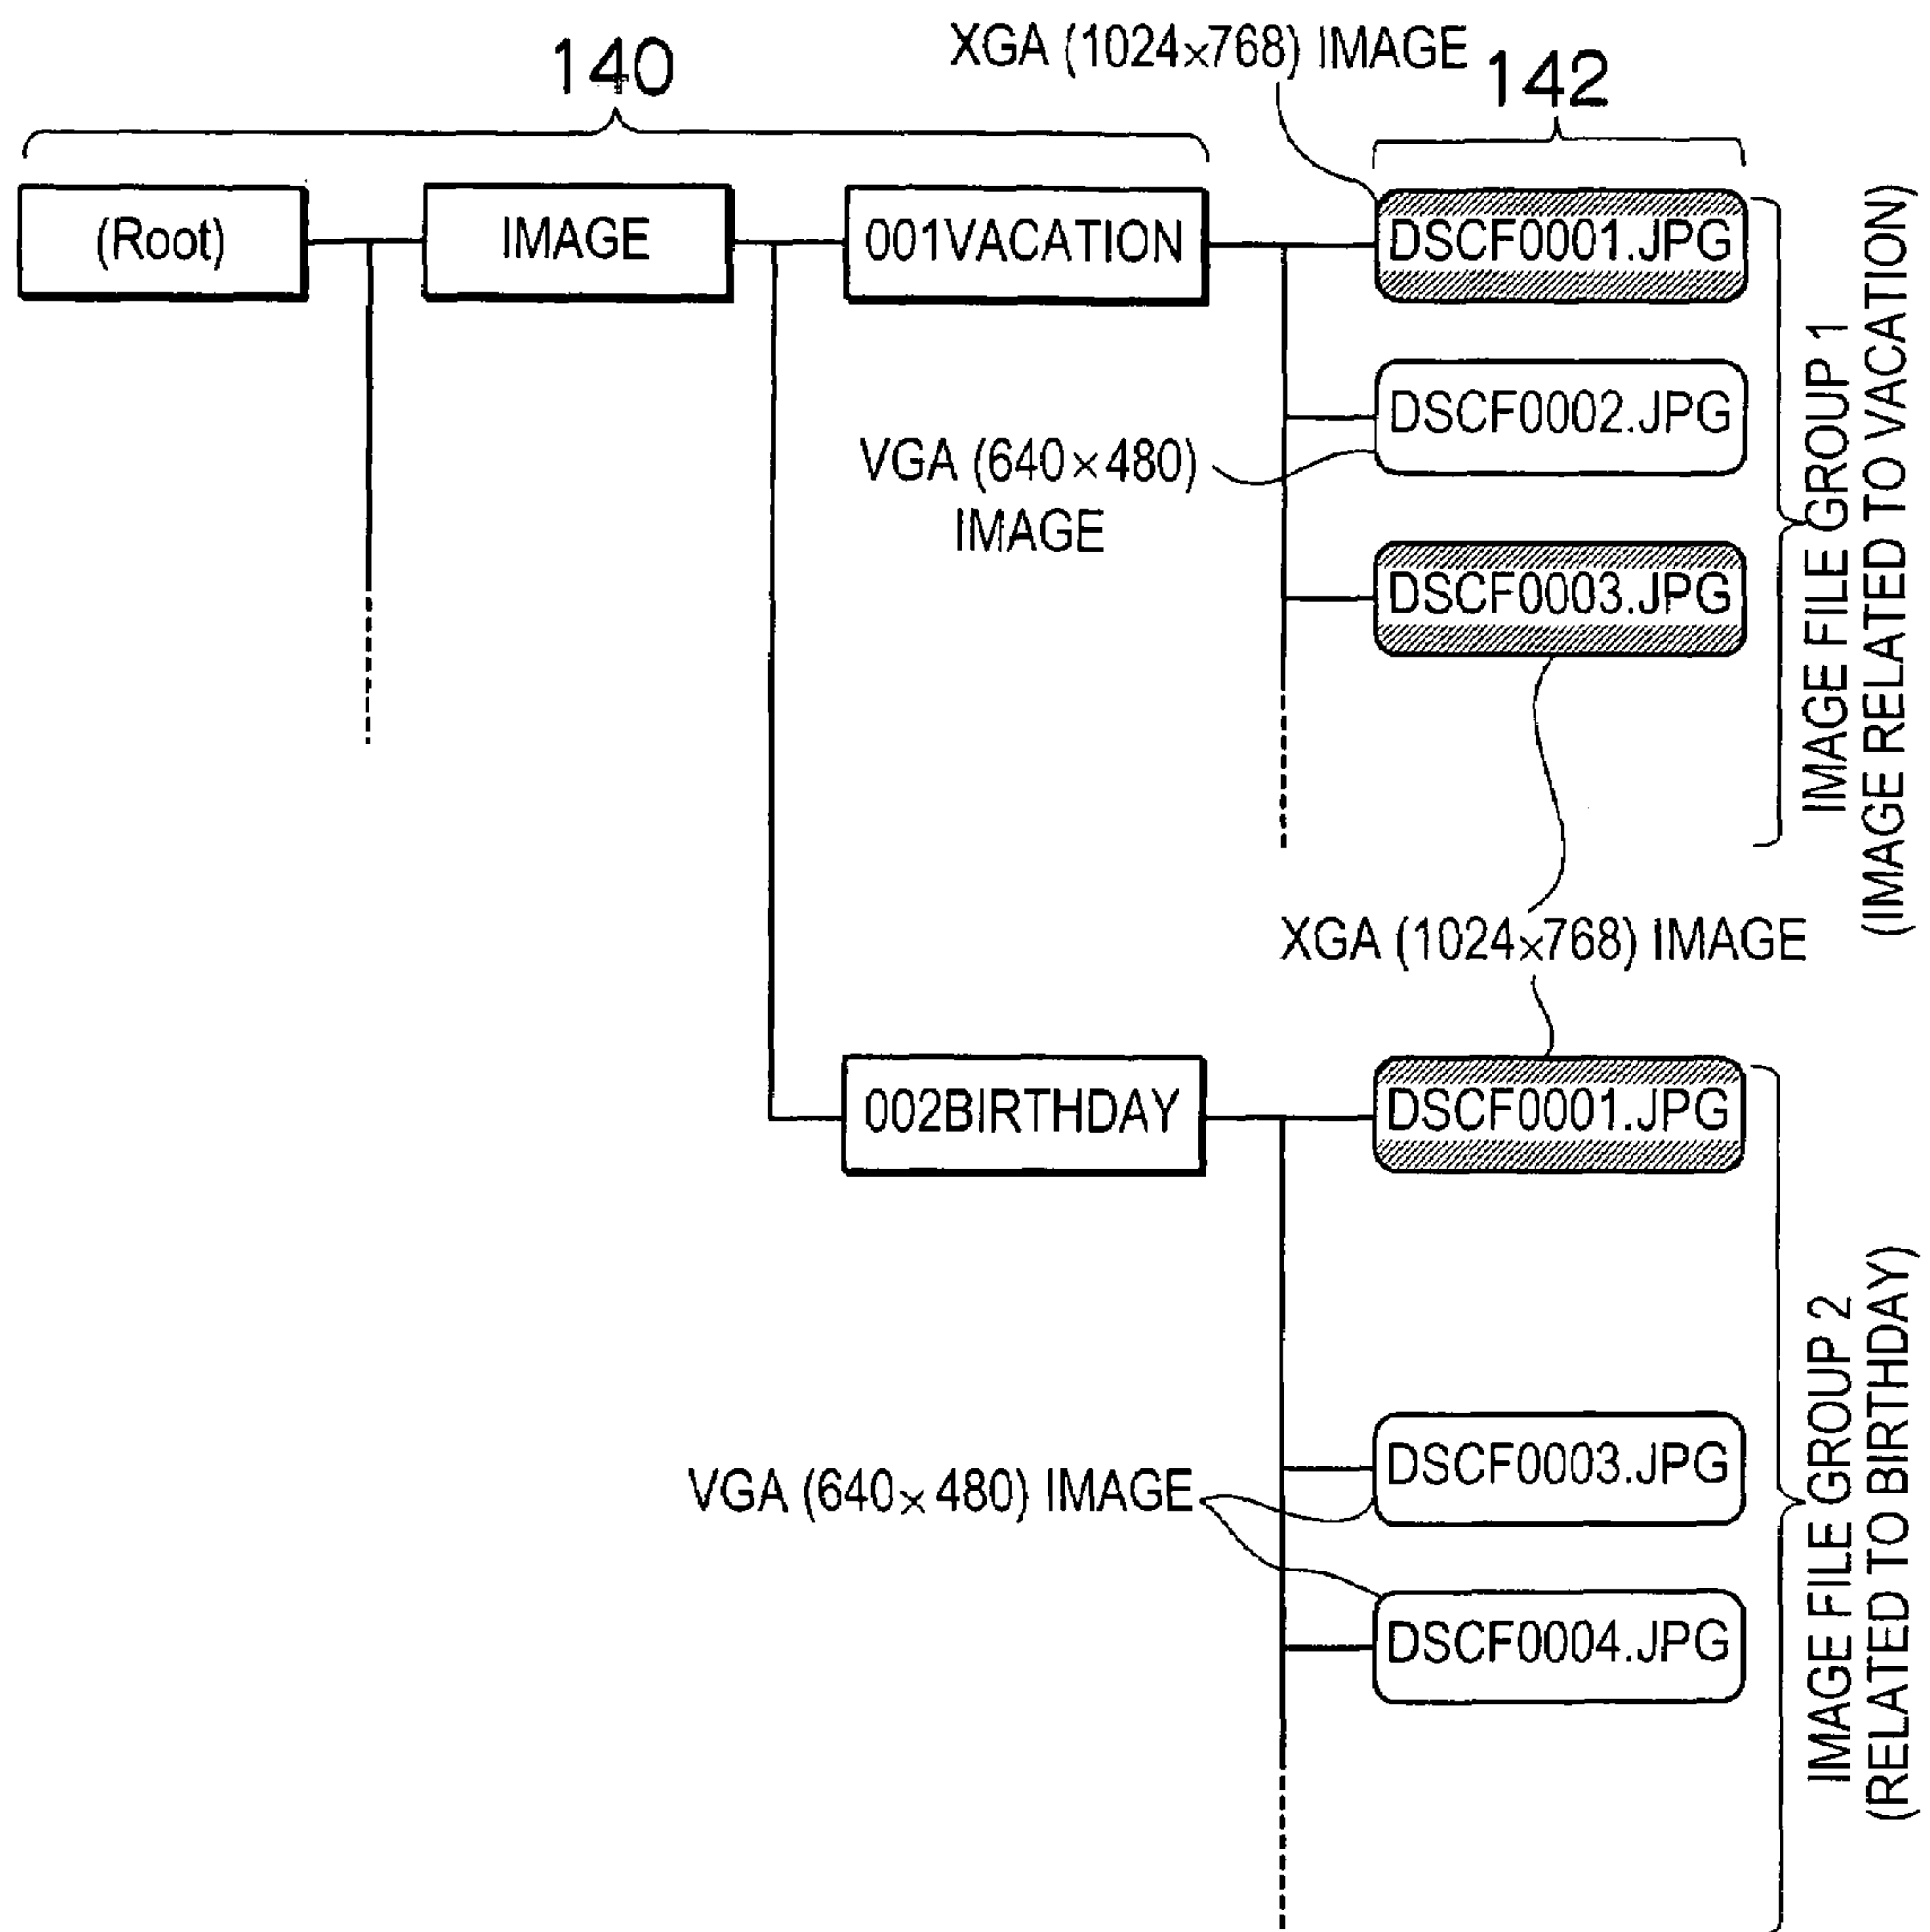 XGA (1024×768) IMAGE
140
142
(Root)
IMAGE
001VACATION
DSCF0001.JPG
DSCF0002.JPG
VGA (640×480)
IMAGE
DSCF0003.JPG
IMAGE FILE GROUP 1
(IMAGE RELATED TO VACATION)
XGA (1024×768) IMAGE
002BIRTHDAY
DSCF0001.JPG
DSCF0003.JPG
VGA (640×480) IMAGE
DSCF0004.JPG
IMAGE FILE GROUP 2
(RELATED TO BIRTHDAY)